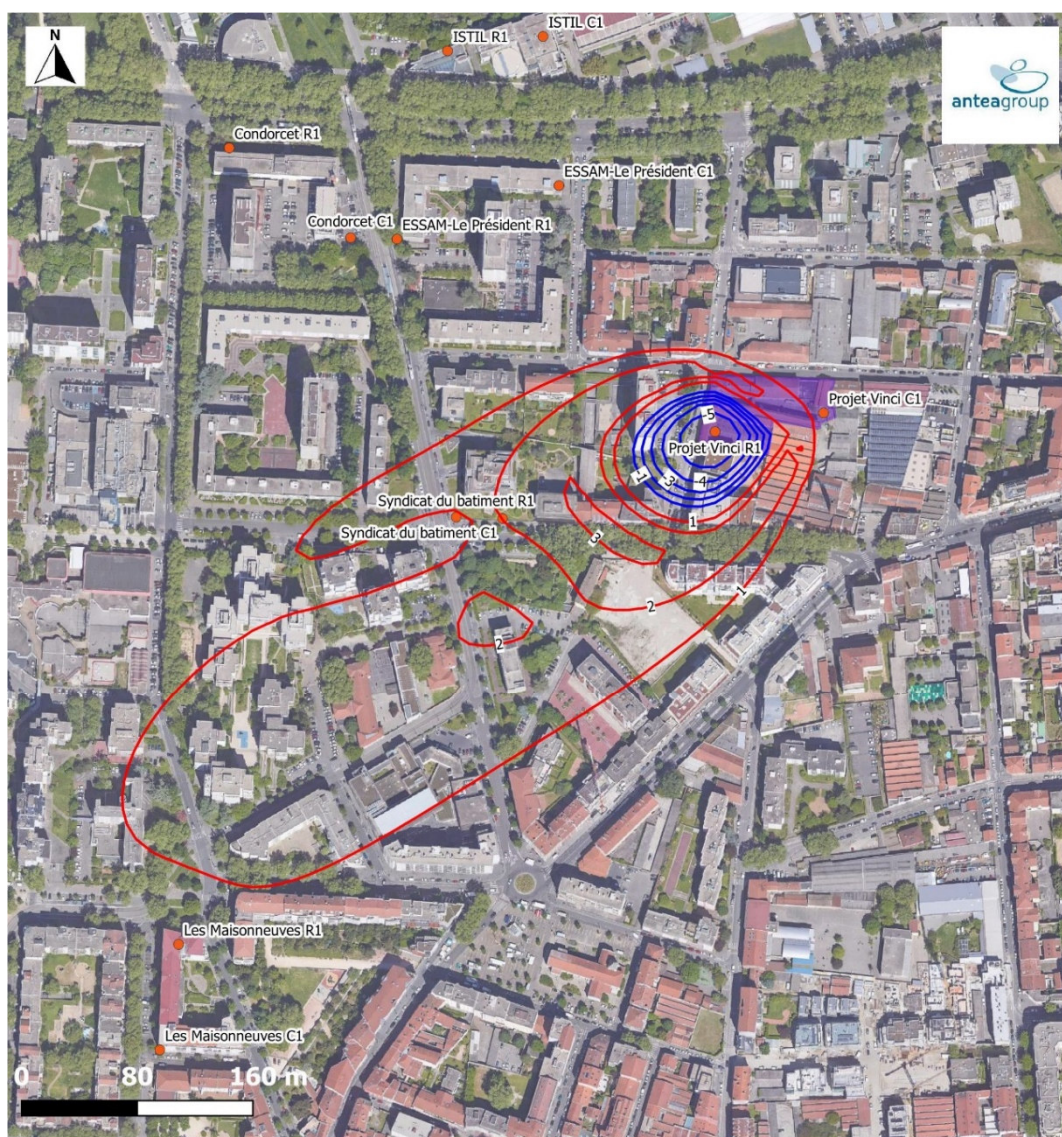 ISTIL C1
N
ISTIL R1
anteagroup
Condorcet R1
ESSAM-Le Président C1
Condorcet C1
ESSAM-Le Président R1
Projet Vinci C1
-5
Projet Vinci R1
-1
-3
-4
1
Syndicat du batiment R1
Syndicat du batiment C1
3
1
2
2
Les Maisonneuves R1
Les Maisonneuves C1
0 80 160 m